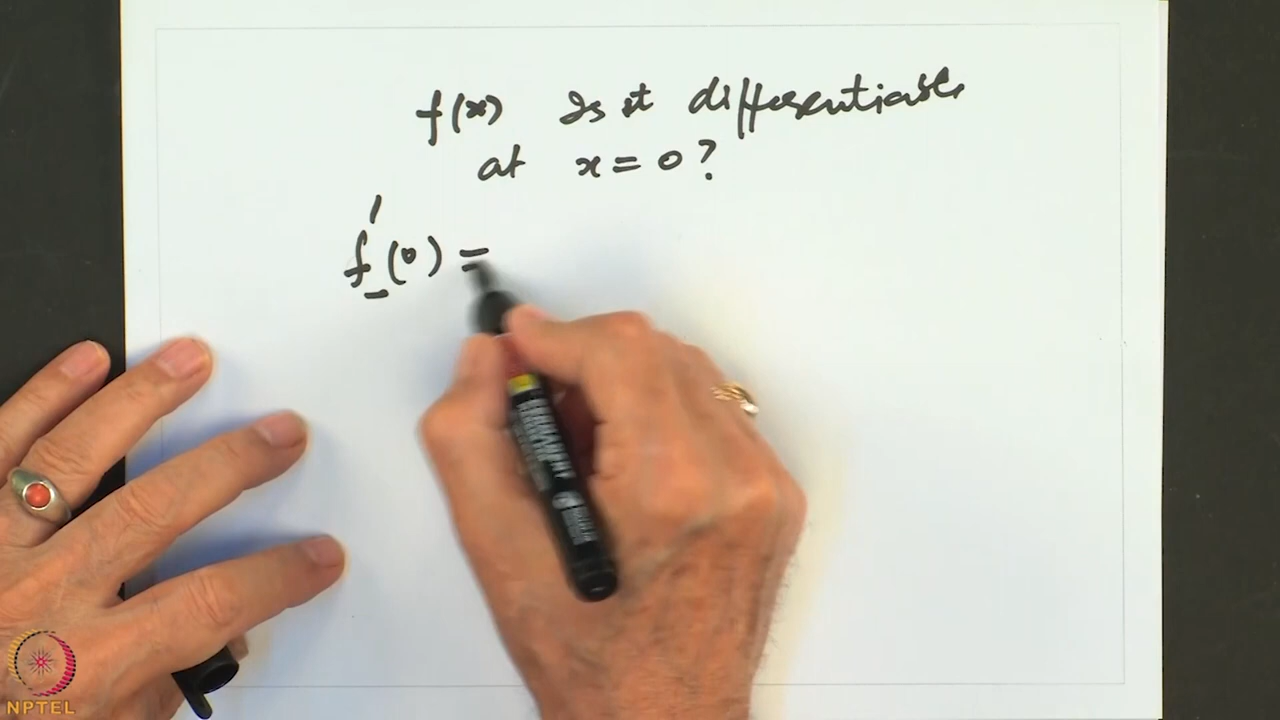 f(x) Is it differentiable
at x = 0 ?
f'_(0) =
NPTEL